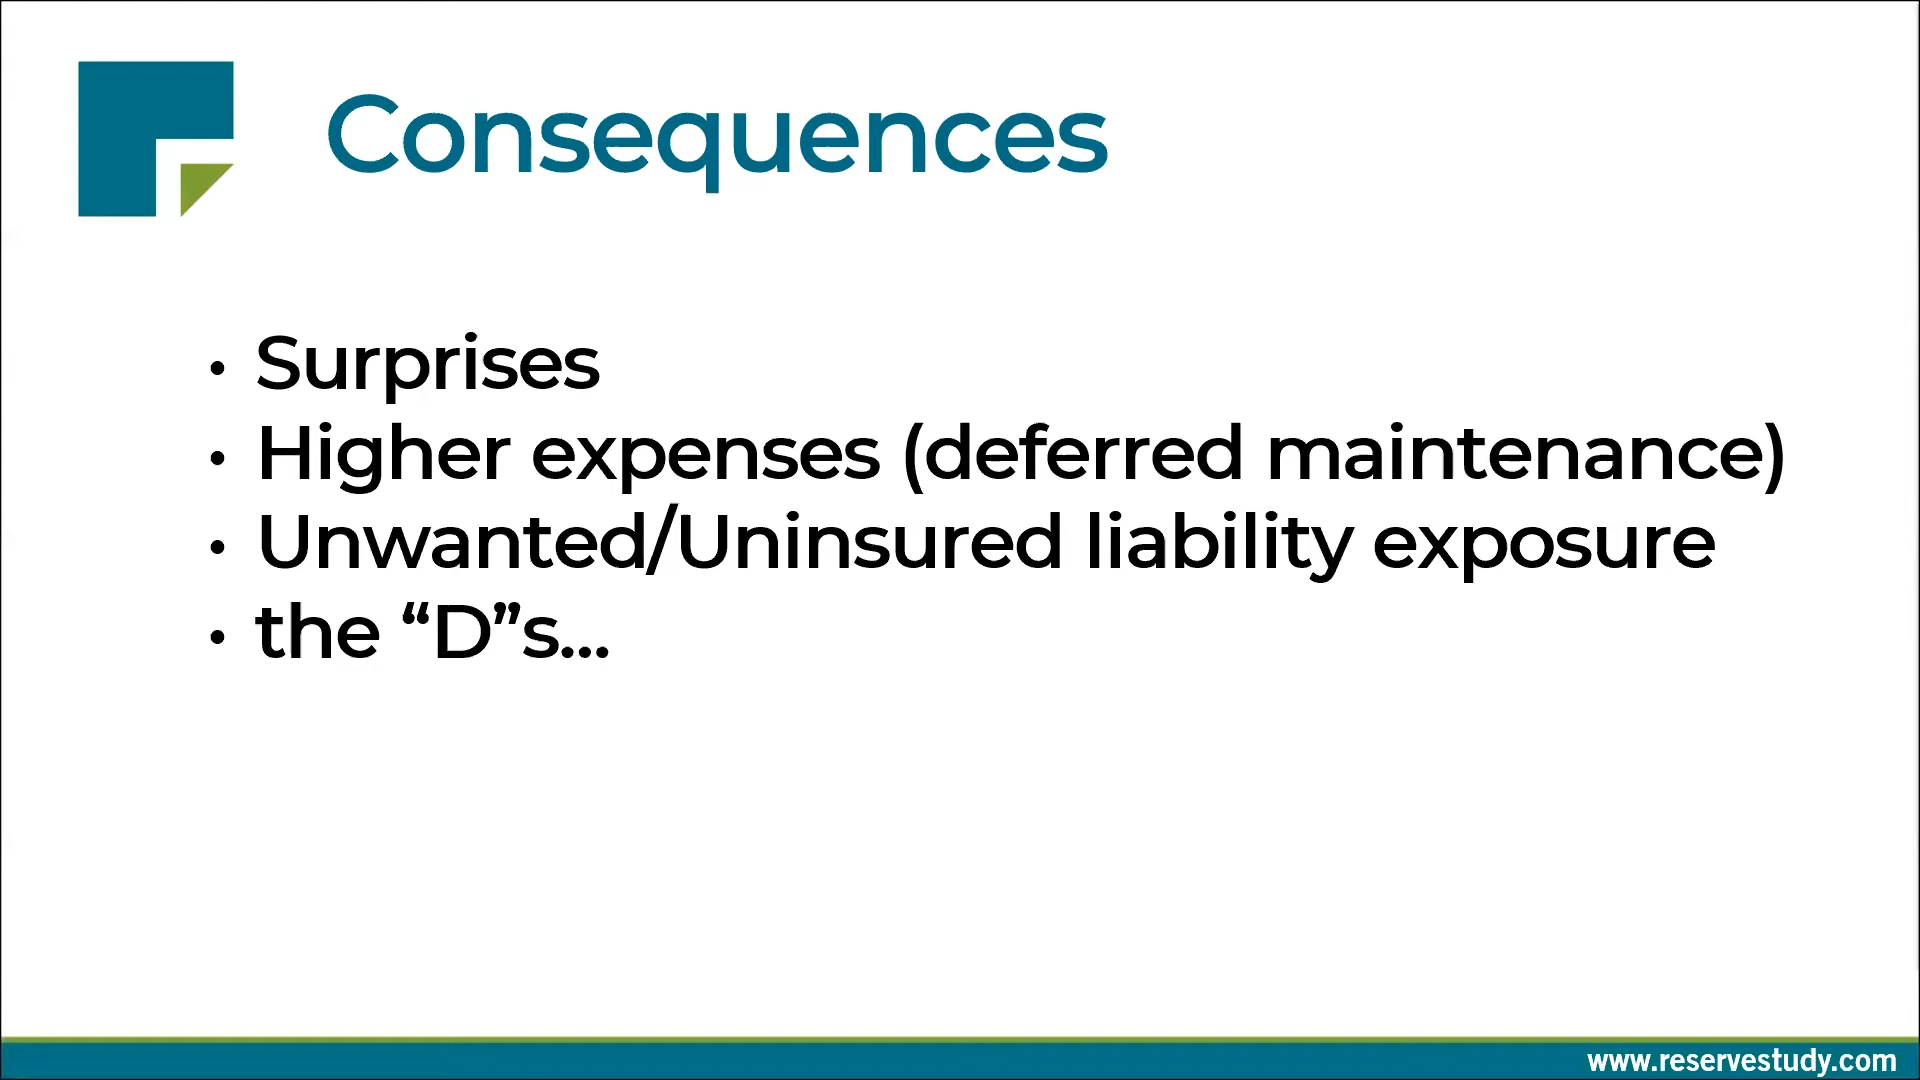 Consequences
• Surprises
• Higher expenses (deferred maintenance)
• Unwanted/Uninsured liability exposure
• the “D”s...
www.reservestudy.com